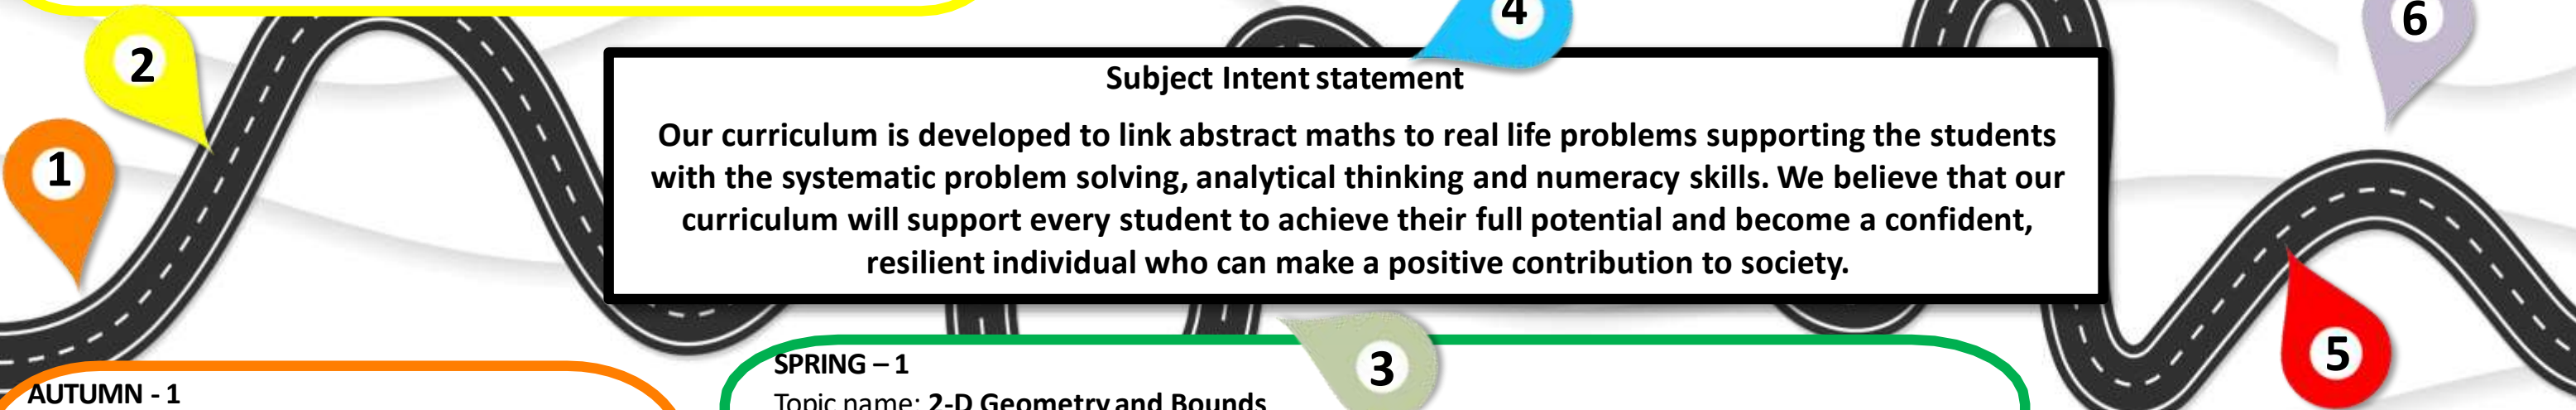 4
6
2
1
Subject Intent statement
Our curriculum is developed to link abstract maths to real life problems supporting the students
with the systematic problem solving, analytical thinking and numeracy skills. We believe that our
curriculum will support every student to achieve their full potential and become a confident,
resilient individual who can make a positive contribution to society.
3
5
AUTUMN - 1
SPRING – 1
Topic name: 2-D Geometry and Bounds